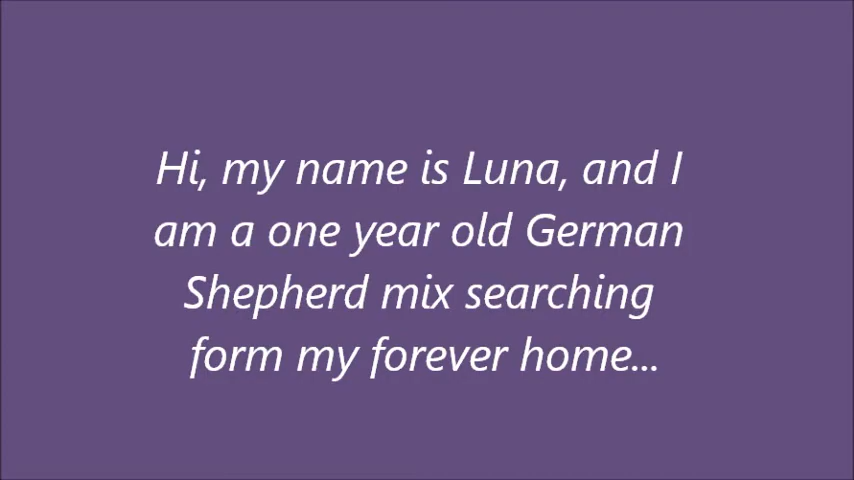 Hi, my name is Luna, and I
am a one year old German
Shepherd mix searching
form my forever home...